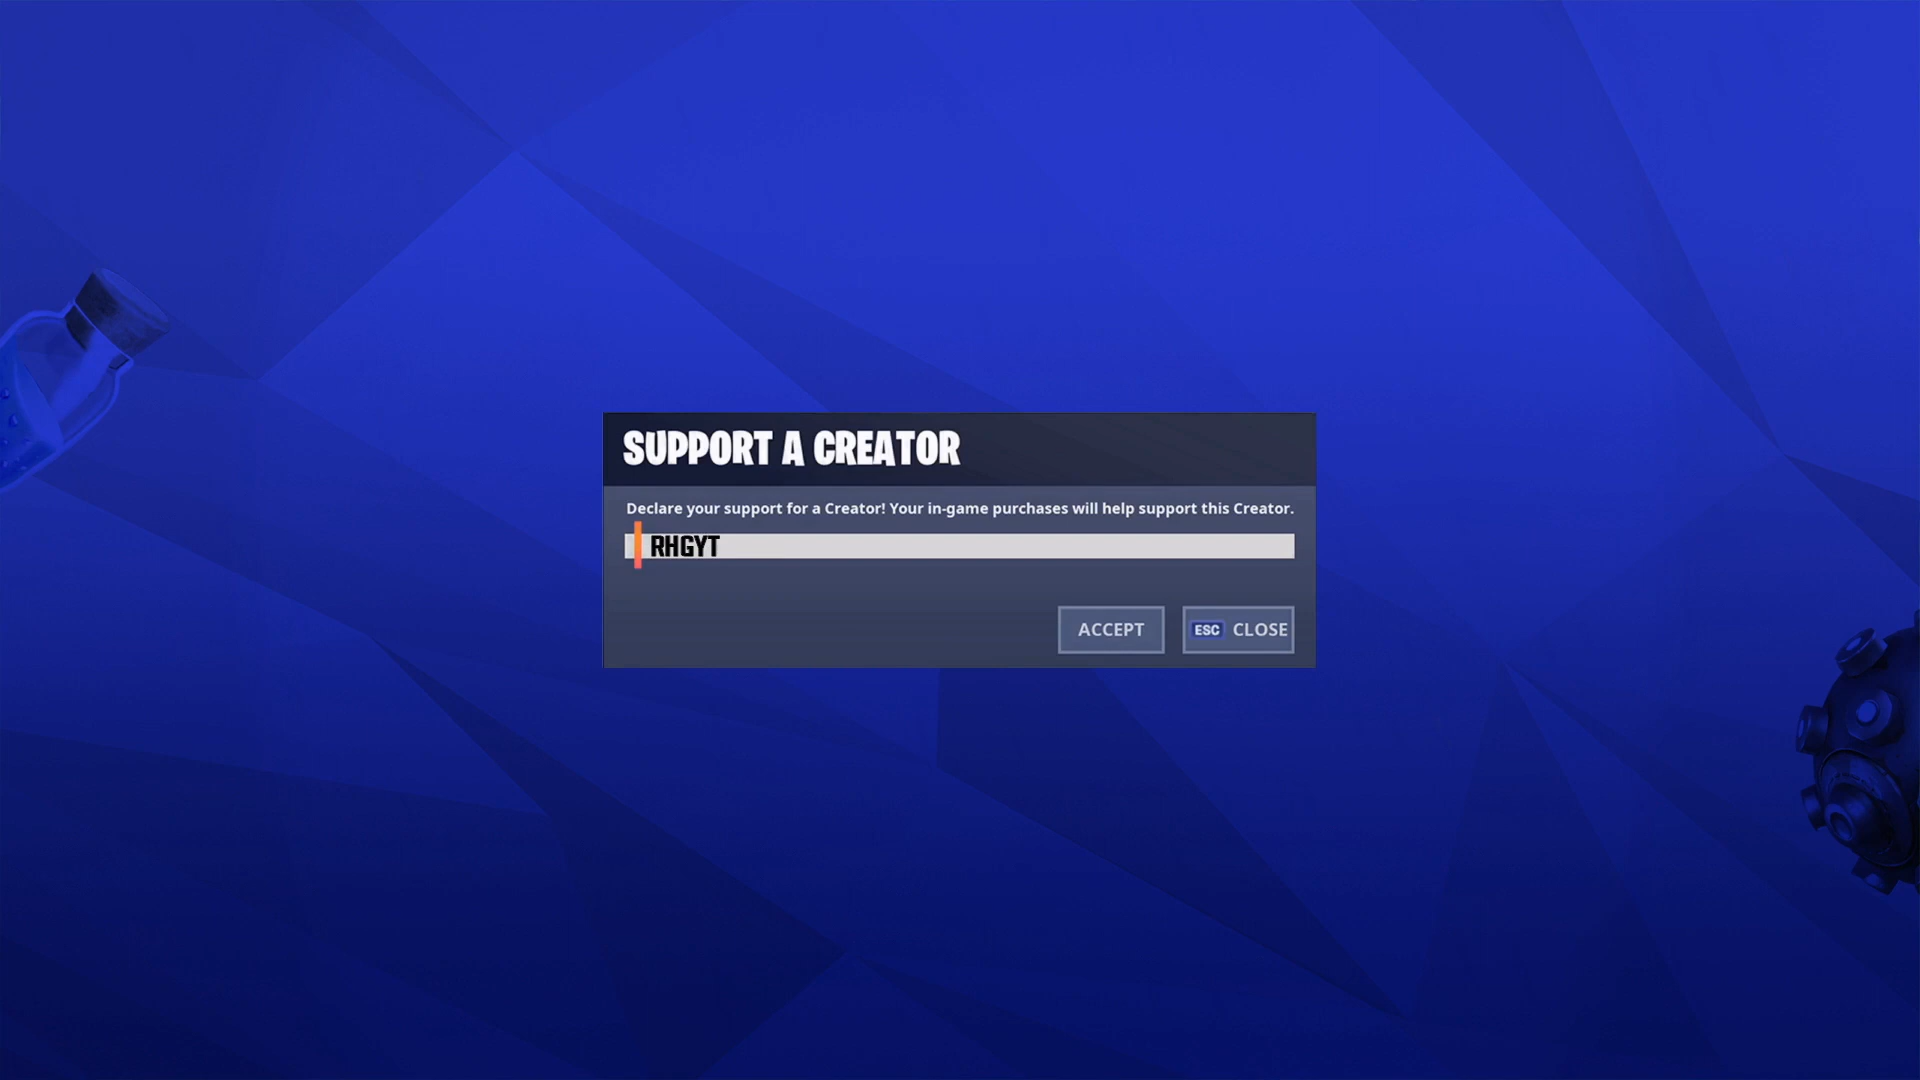 SUPPORT A CREATOR
Declare your support for a Creator! Your in-game purchases will help support this Creator.
RHGYT
ACCEPT
ESC CLOSE